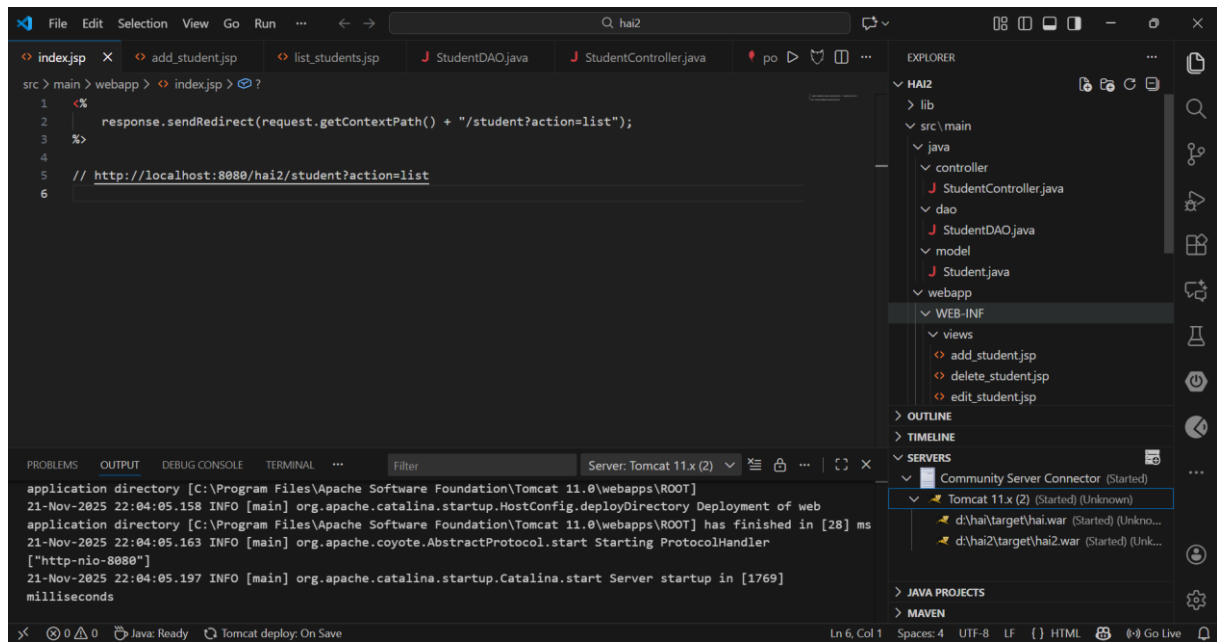 File Edit Selection View Go Run ··· ← → hai2
index.jsp × add_student.jsp list_students.jsp J StudentDAO.java J StudentController.java po ···
src > main > webapp > index.jsp > ?
1 <%
2 response.sendRedirect(request.getContextPath() + "/student?action=list");
3 %>
4
5 // http://localhost:8080/hai2/student?action=list
6
EXPLORER ···
HAI2
> lib
src\main
java
controller
J StudentController.java
dao
J StudentDAO.java
model
J Student.java
webapp
WEB-INF
views
add_student.jsp
delete_student.jsp
edit_student.jsp
> OUTLINE
> TIMELINE
SERVERS
Community Server Connector (Started)
Tomcat 11.x (2) (Started) (Unknown)
d:\hai\target\hai.war (Started) (Unkno...
d:\hai2\target\hai2.war (Started) (Unk...
> JAVA PROJECTS
> MAVEN
PROBLEMS OUTPUT DEBUG CONSOLE TERMINAL ··· Filter Server: Tomcat 11.x (2) ···
application directory [C:\Program Files\Apache Software Foundation\Tomcat 11.0\webapps\ROOT]
21-Nov-2025 22:04:05.158 INFO [main] org.apache.catalina.startup.HostConfig.deployDirectory Deployment of web
application directory [C:\Program Files\Apache Software Foundation\Tomcat 11.0\webapps\ROOT] has finished in [28] ms
21-Nov-2025 22:04:05.163 INFO [main] org.apache.coyote.AbstractProtocol.start Starting ProtocolHandler
["http-nio-8080"]
21-Nov-2025 22:04:05.197 INFO [main] org.apache.catalina.startup.Catalina.start Server startup in [1769]
milliseconds
0 0 Java: Ready Tomcat deploy: On Save Ln 6, Col 1 Spaces: 4 UTF-8 LF { } HTML Go Live